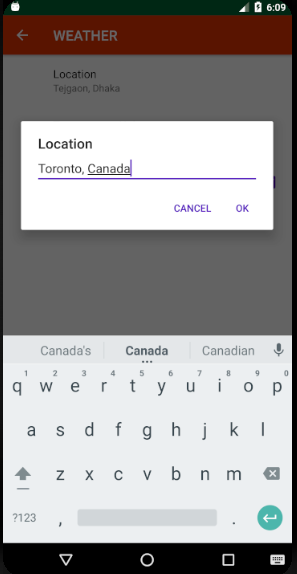 6:09
WEATHER
Location
Tejgaon, Dhaka
Location
Toronto, Canada
CANCEL OK
Canada's Canada Canadian
1 2 3 4 5 6 7 8 9 0
q w e r t y u i o p
a s d f g h j k l
z x c v b n m
?123 , .